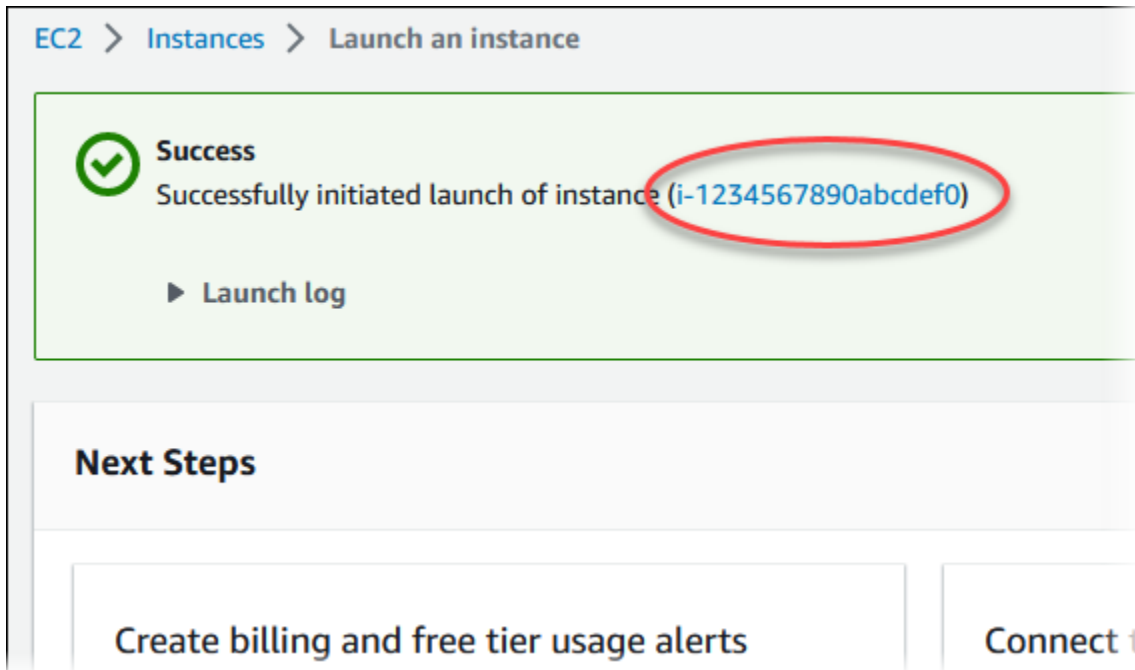 EC2 > Instances > Launch an instance
Success
Successfully initiated launch of instance (i-1234567890abcdef0)
Launch log
Next Steps
Create billing and free tier usage alerts
Connect